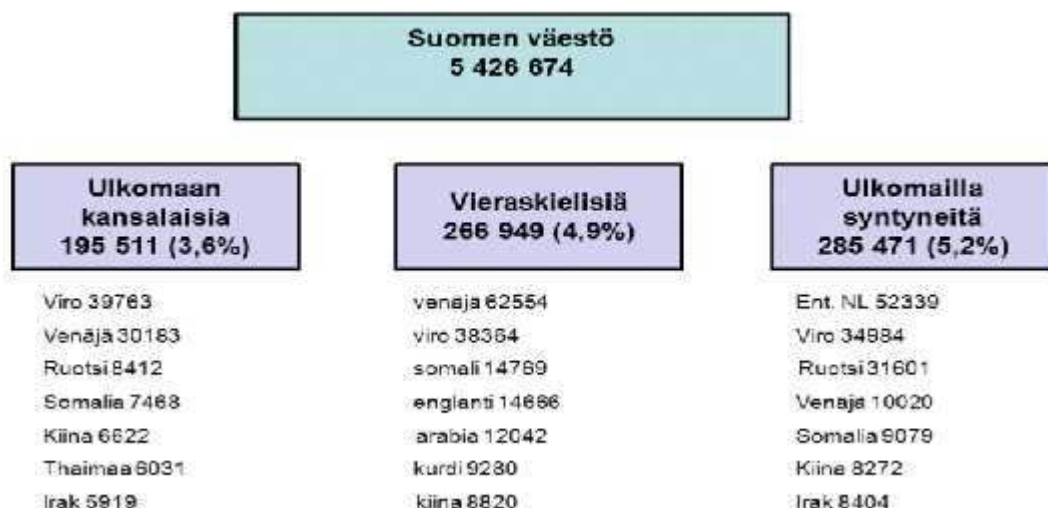 Suomen väestö
5 426 674
Ulkomaan
kansalaisia
195 511 (3,6%)
Viro 39763
Venäjä 30183
Ruotsi 8412
Somalia 7468
Kiina 6622
Thaimaa 6031
Irak 5919
Vieraskielisiä
266 949 (4,9%)
venäjä 62554
viro 38364
somali 14769
englanti 14666
arabia 12042
kurdi 9280
kiina 8820
Ulkomailla
syntyneitä
285 471 (5,2%)
Ent. NL 52339
Viro 34984
Ruotsi 31601
Venäjä 10020
Somalia 9079
Kiina 8272
Irak 8404